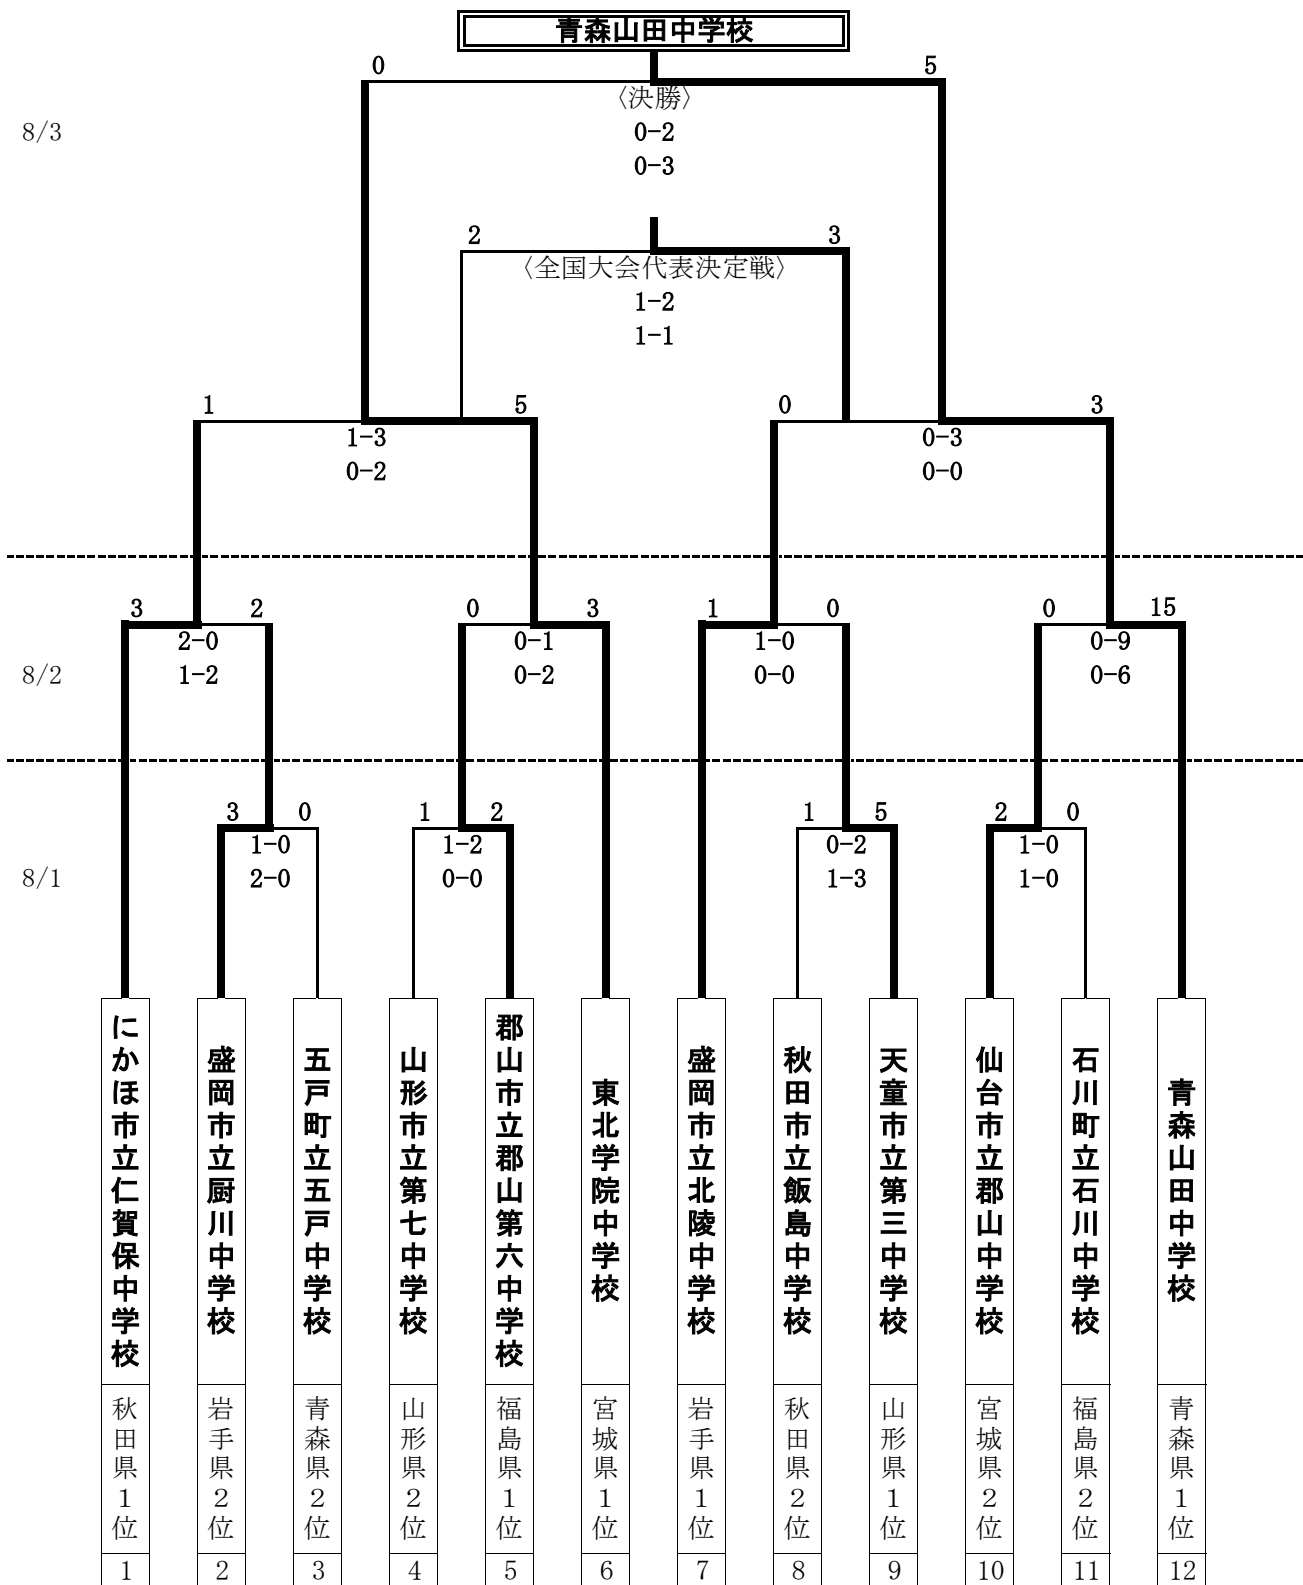 青森山田中学校
0 5
〈決勝〉
8/3 0-2
0-3
2 3
〈全国大会代表決定戦〉
1-2
1-1
1 5 0 3
1-3 0-3
0-2 0-0
3 2 0 3 1 0 0 15
2-0 0-1 1-0 0-9
8/2 1-2 0-2 0-0 0-6
3 0 1 2 1 5 2 0
1-0 1-2 0-2 1-0
8/1 2-0 0-0 1-3 1-0
にかほ市立仁賀保中学校
秋田県1位
1
盛岡市立厨川中学校
岩手県2位
2
五戸町立五戸中学校
青森県2位
3
山形市立第七中学校
山形県2位
4
郡山市立郡山第六中学校
福島県1位
5
東北学院中学校
宮城県1位
6
盛岡市立北陵中学校
岩手県1位
7
秋田市立飯島中学校
秋田県2位
8
天童市立第三中学校
山形県1位
9
仙台市立郡山中学校
宮城県2位
10
石川町立石川中学校
福島県2位
11
青森山田中学校
青森県1位
12